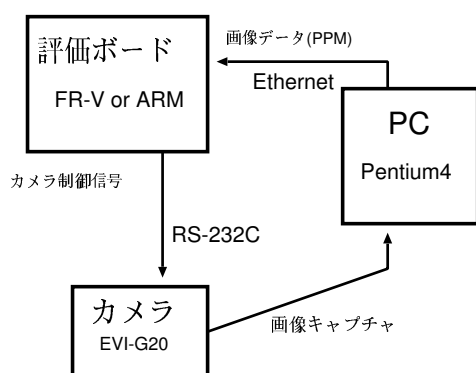 評価ボード
FR-V or ARM
画像データ(PPM)
Ethernet
PC
Pentium4
カメラ制御信号
RS-232C
カメラ
EVI-G20
画像キャプチャ